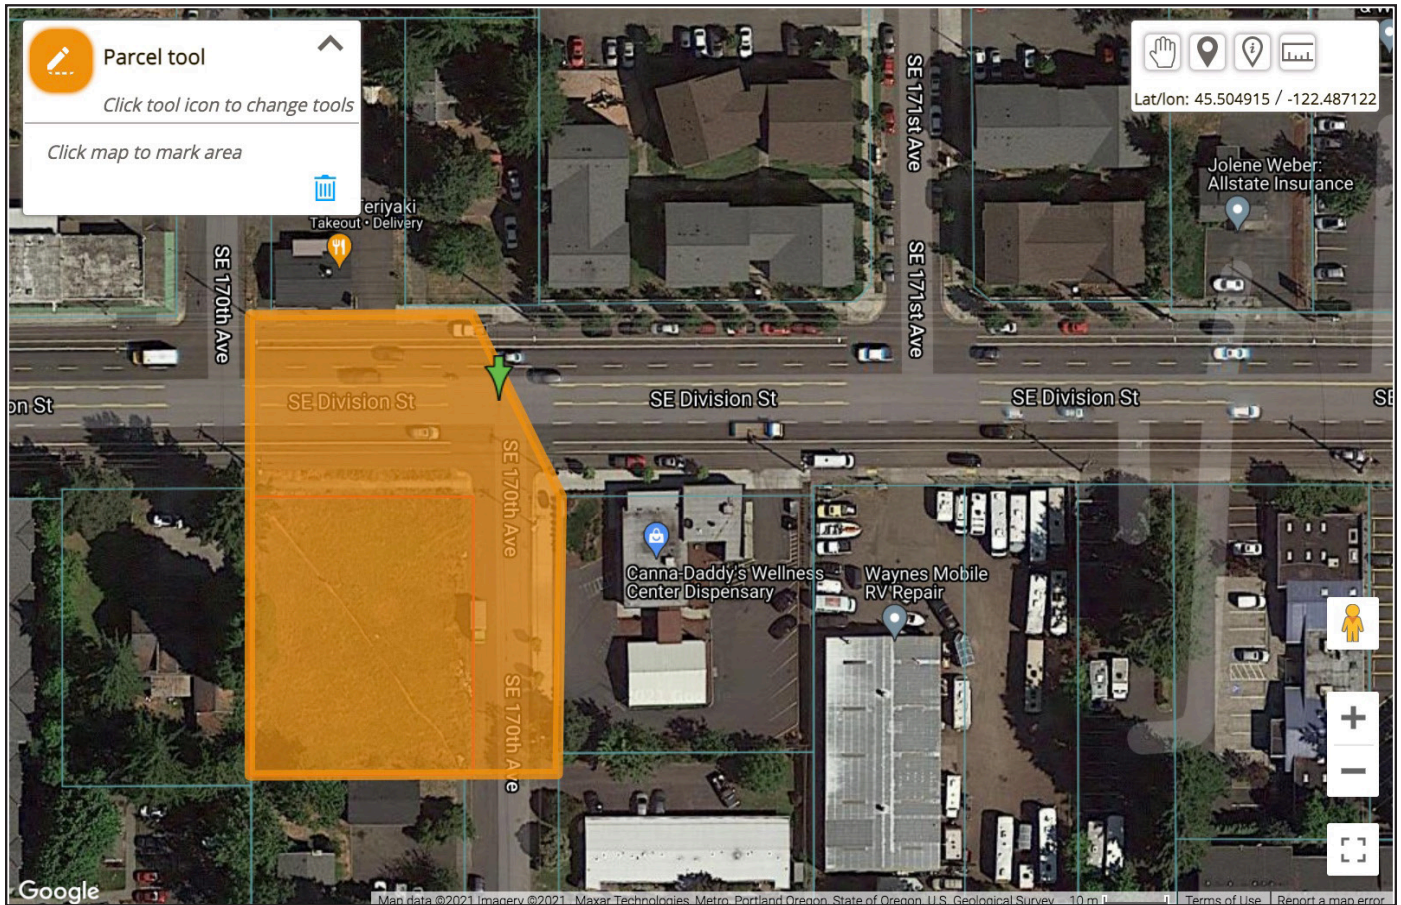 Parcel tool
Click tool icon to change tools
Click map to mark area
Lat/lon: 45.504915 / -122.487122
SE 171st Ave
Jolene Weber:
Allstate Insurance
Teriyaki
Takeout • Delivery
SE 170th Ave
SE 171st Ave
on St
SE Division St
SE Division St
SE Division St
SE
SE 170th Ave
Canna-Daddy's Wellness
Center Dispensary
Waynes Mobile
RV Repair
SE 170th Ave
Google
Map data ©2021 Imagery ©2021 , Maxar Technologies, Metro, Portland Oregon, State of Oregon, U.S. Geological Survey 10 m Terms of Use Report a map error